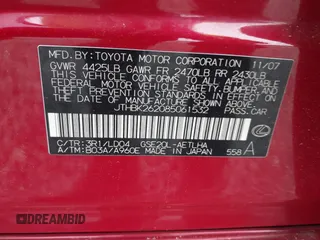 MFD.BY: TOYOTA MOTOR CORPORATION 11/07
GVWR 4425LB GAWR FR 2470LB RR 2430LB
THIS VEHICLE CONFORMS TO ALL APPLICABLE
FEDERAL MOTOR VEHICLE SAFETY, BUMPER, AND
THEFT PREVENTION STANDARDS IN EFFECT ON
THE DATE OF MANUFACTURE SHOWN ABOVE.
JTHBK262085061532 PASS. CAR
C/TR: 3R1/LD04 GSE20L-AETLHA
A/TM: B03A/A960E MADE IN JAPAN 558 A
DREAMBID